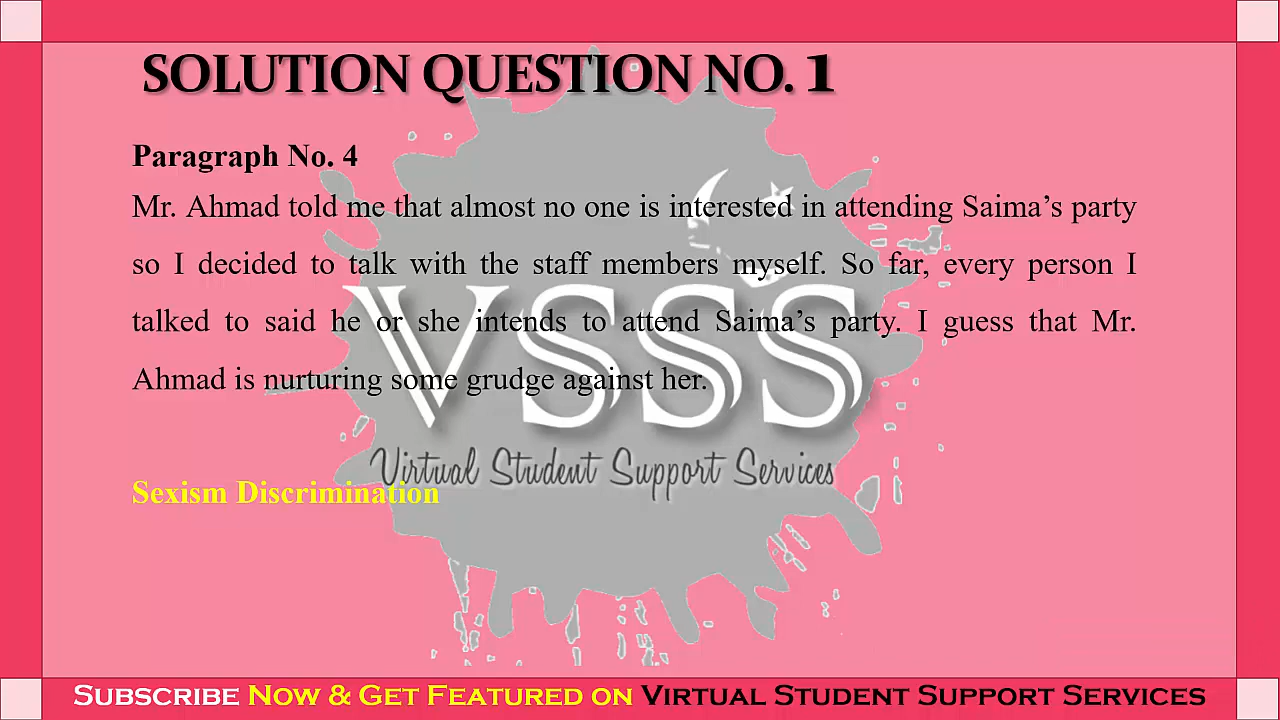 SOLUTION QUESTION NO. 1
Paragraph No. 4
Mr. Ahmad told me that almost no one is interested in attending Saima’s party
so I decided to talk with the staff members myself. So far, every person I
talked to said he or she intends to attend Saima’s party. I guess that Mr.
Ahmad is nurturing some grudge against her.
VSSS
Virtual Student Support Services
Sexism Discrimination
SUBSCRIBE NOW & GET FEATURED ON VIRTUAL STUDENT SUPPORT SERVICES